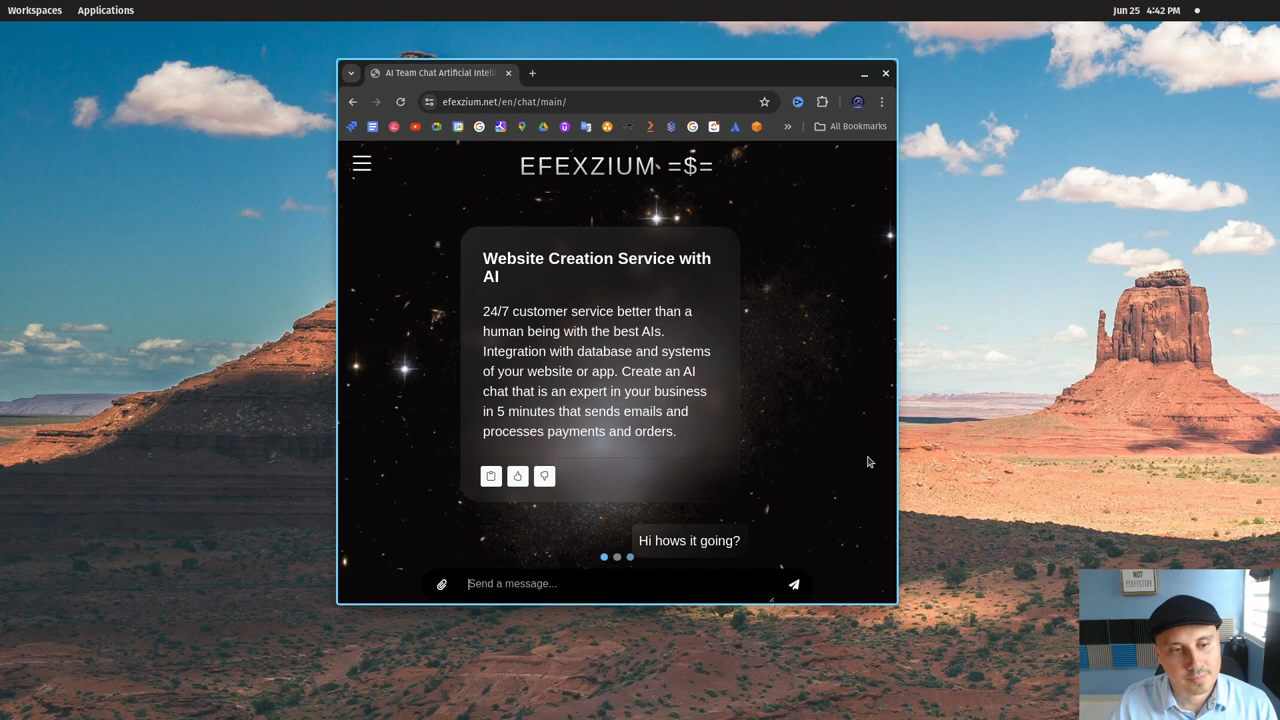 Workspaces Applications Jun 25 4:42 PM
AI Team Chat Artificial Intell
efexzium.net/en/chat/main/
All Bookmarks
EFEXZIUM =$=
Website Creation Service with
AI
24/7 customer service better than a
human being with the best AIs.
Integration with database and systems
of your website or app. Create an AI
chat that is an expert in your business
in 5 minutes that sends emails and
processes payments and orders.
Hi hows it going?
Send a message...
NOT
PERFECTION